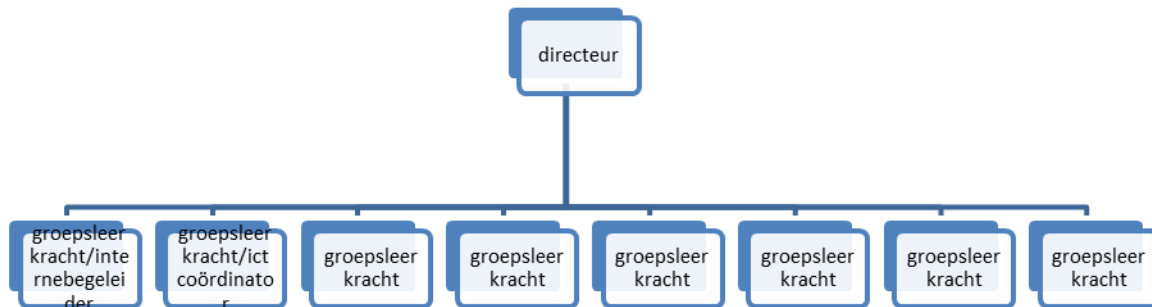 directeur
groepsleer
kracht/inte
rnebegelei
der
groepsleer
kracht/ict
coördinato
r
groepsleer
kracht
groepsleer
kracht
groepsleer
kracht
groepsleer
kracht
groepsleer
kracht
groepsleer
kracht